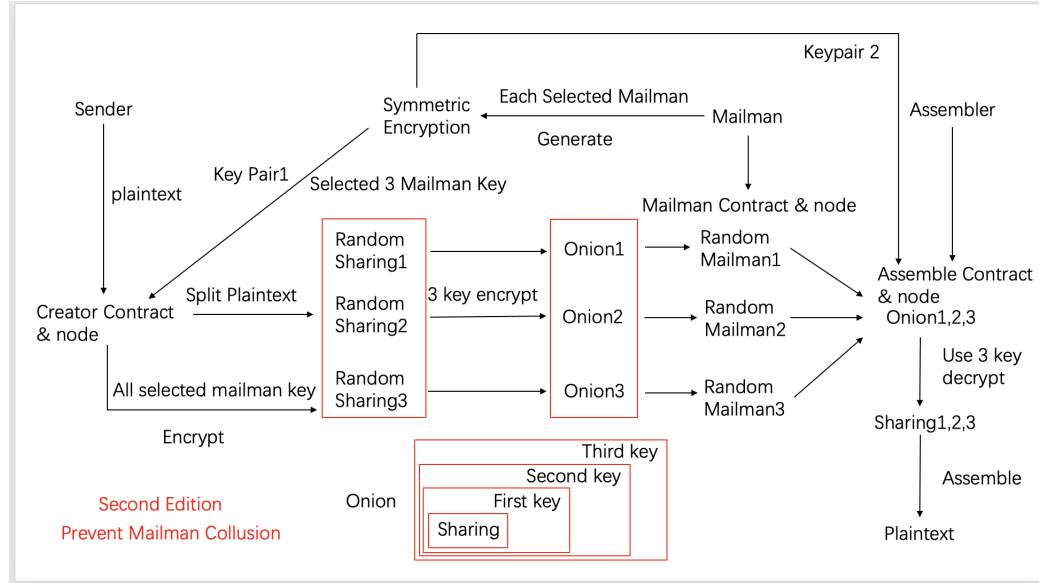 Keypair 2
Sender
Symmetric
Encryption
Each Selected Mailman
Generate
Mailman
Assembler
plaintext
Key Pair1
Selected 3 Mailman Key
Mailman Contract & node
Random
Sharing1
Onion1
Random
Mailman1
Creator Contract
& node
Split Plaintext
Random
Sharing2
3 key encrypt
Onion2
Random
Mailman2
Assemble Contract
& node
Onion1,2,3
All selected mailman key
Encrypt
Random
Sharing3
Onion3
Random
Mailman3
Use 3 key
decrypt
Sharing1,2,3
Assemble
Plaintext
Onion
Third key
Second key
First key
Sharing
Second Edition
Prevent Mailman Collusion